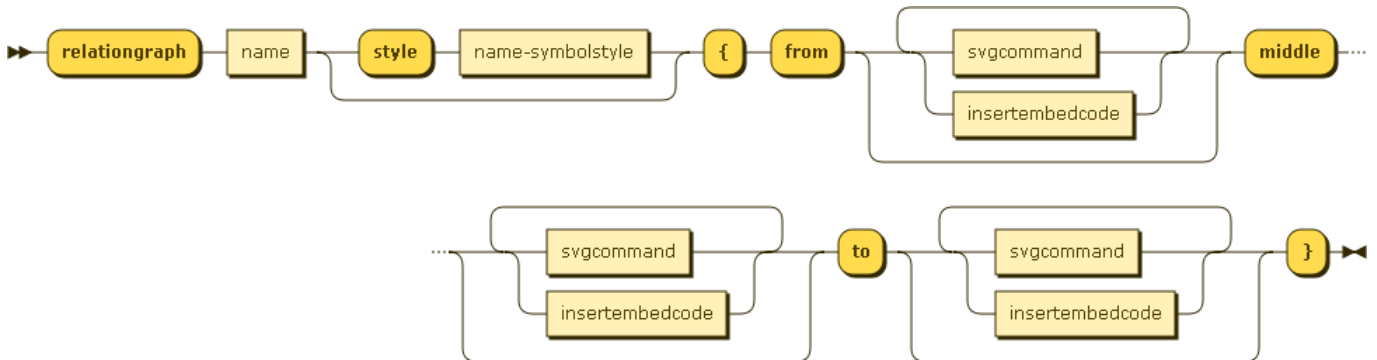 relationgraph name style name-symbolstyle { from svgcommand middle
insertembedcode
svgcommand to svgcommand }
insertembedcode insertembedcode